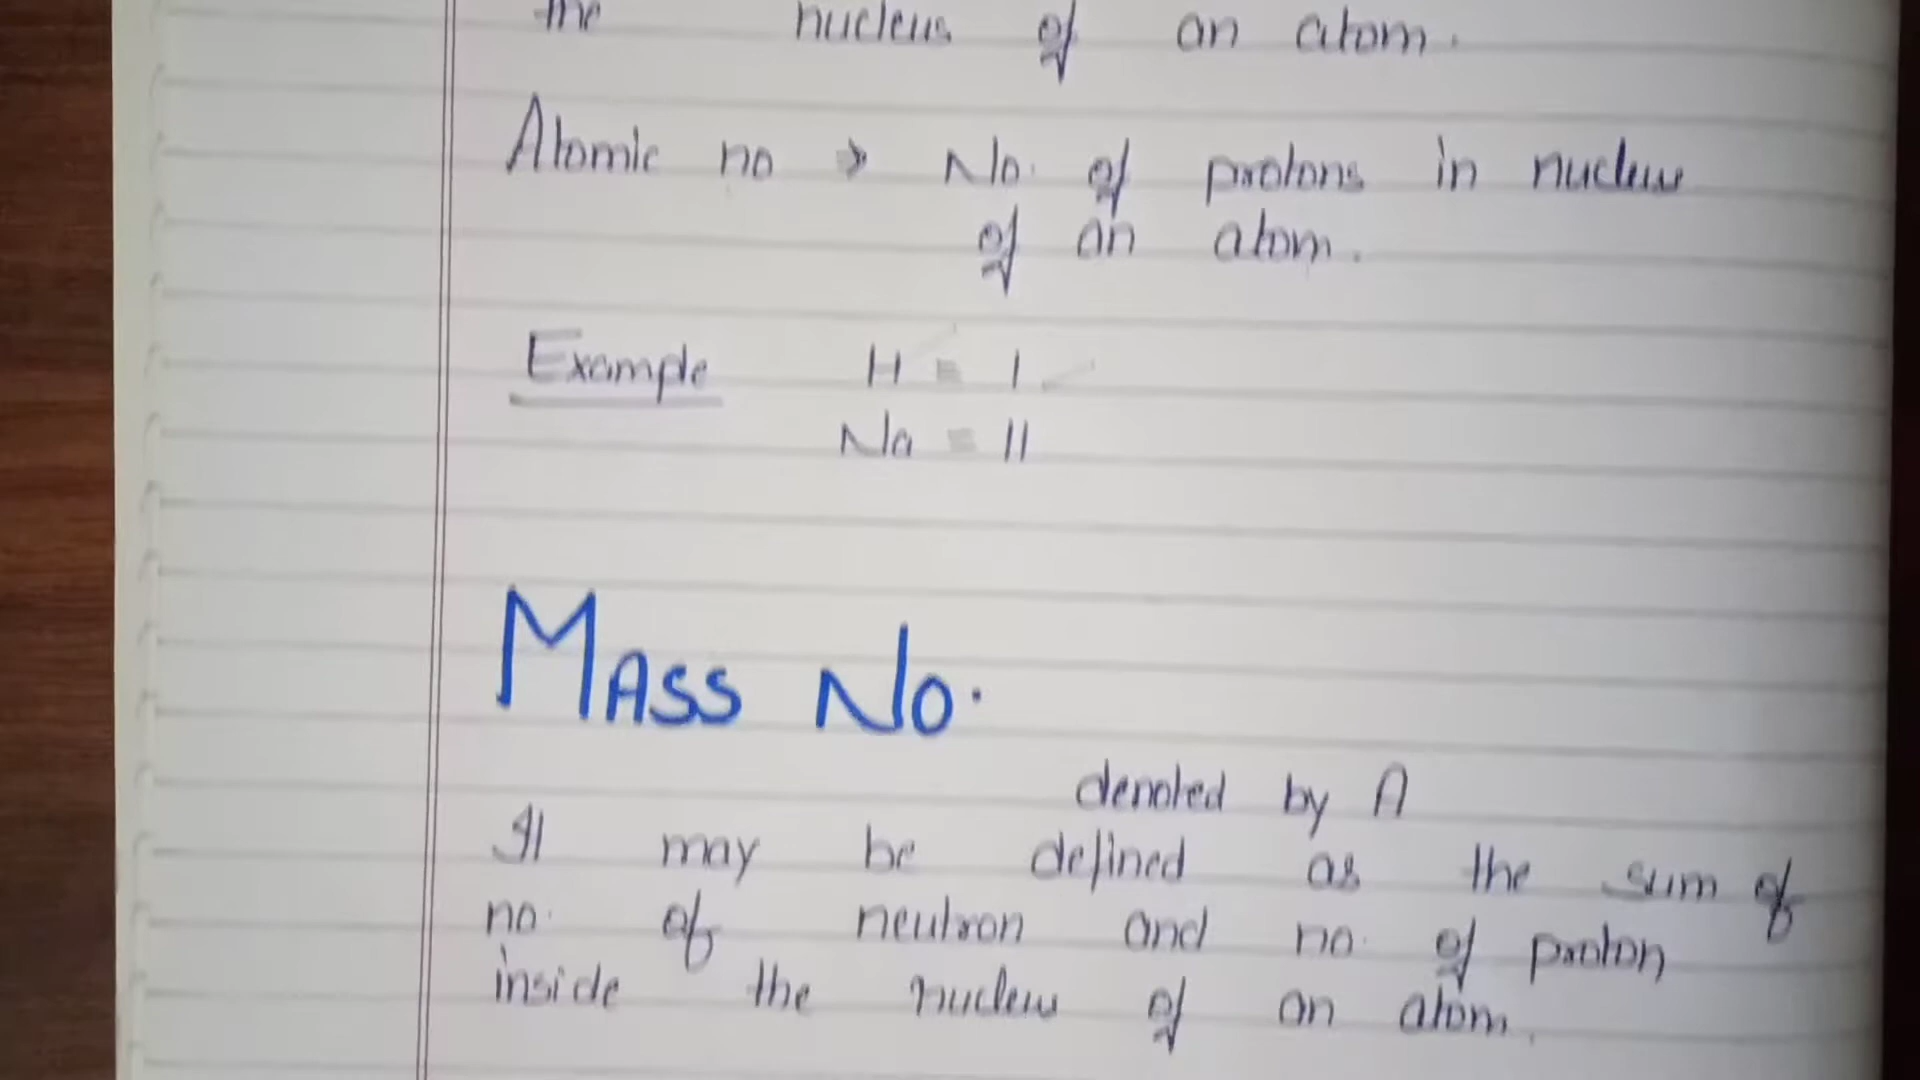 the nucleus of an atom.
Atomic no → No. of protons in nucleus
of an atom.
Example H = 1
Na = 11
MASS NO.
denoted by A
It may be defined as the sum of
no. of neutron and no. of proton
inside the nucleus of an atom.